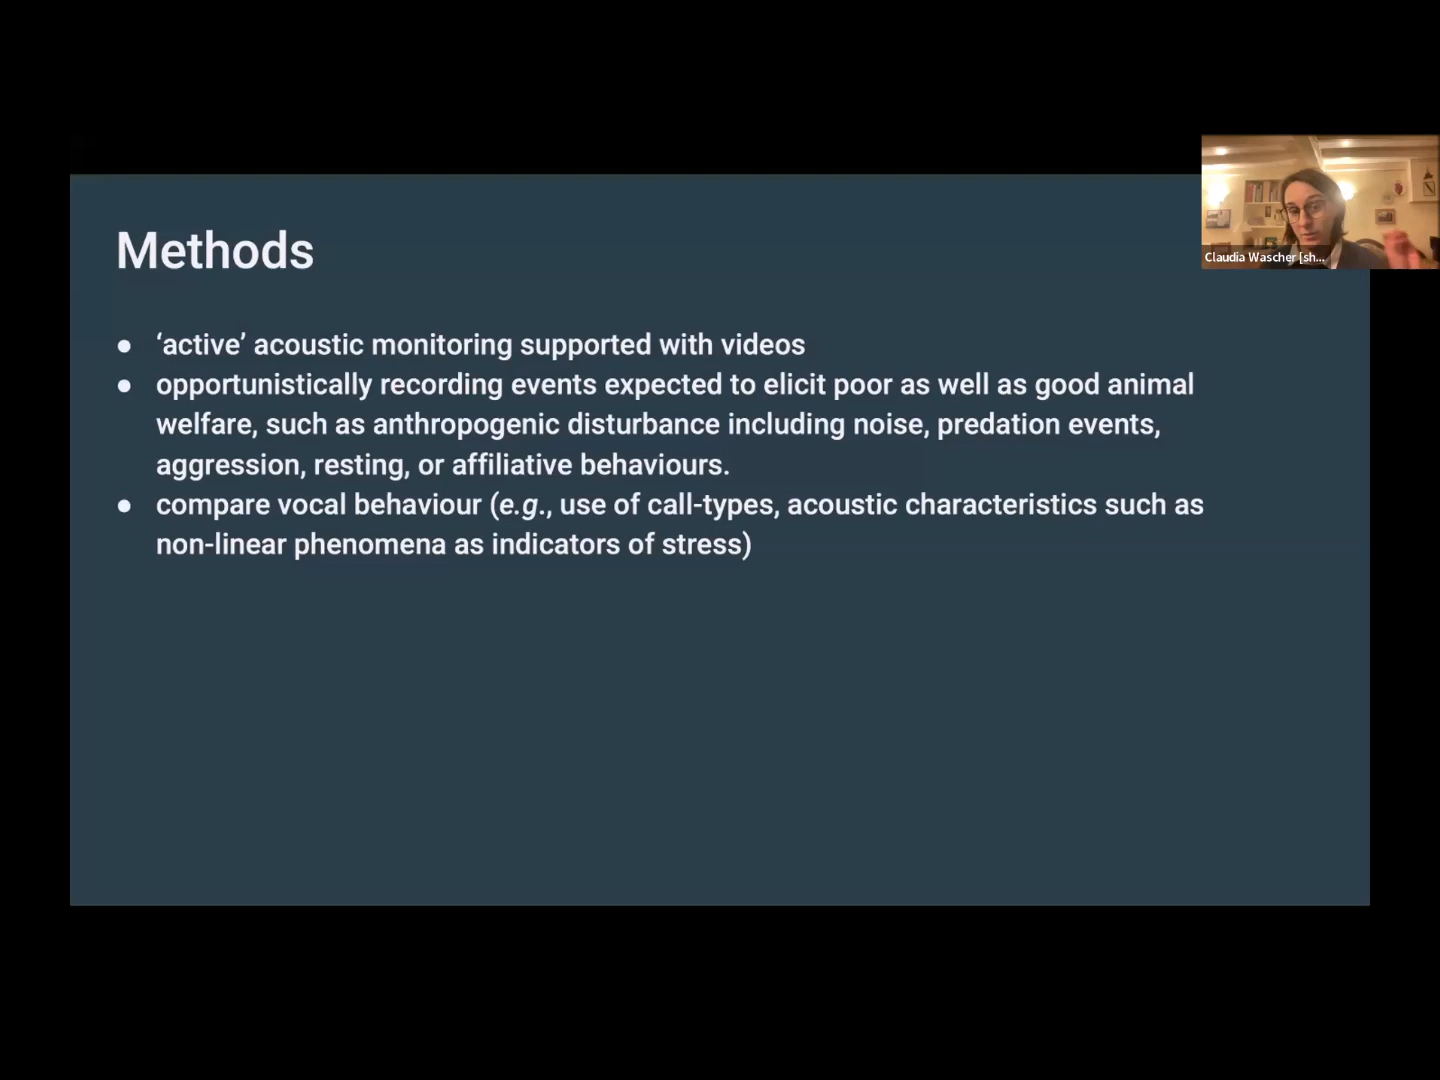 Methods
● ‘active’ acoustic monitoring supported with videos
● opportunistically recording events expected to elicit poor as well as good animal
welfare, such as anthropogenic disturbance including noise, predation events,
aggression, resting, or affiliative behaviours.
● compare vocal behaviour (e.g., use of call-types, acoustic characteristics such as
non-linear phenomena as indicators of stress)
Claudia Wascher [sh...